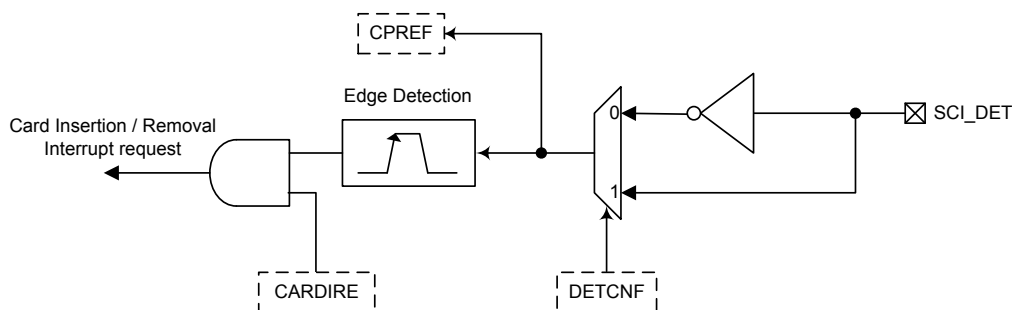 CPREF
Edge Detection
Card Insertion / Removal
Interrupt request
0
SCI_DET
1
CARDIRE
DETCNF